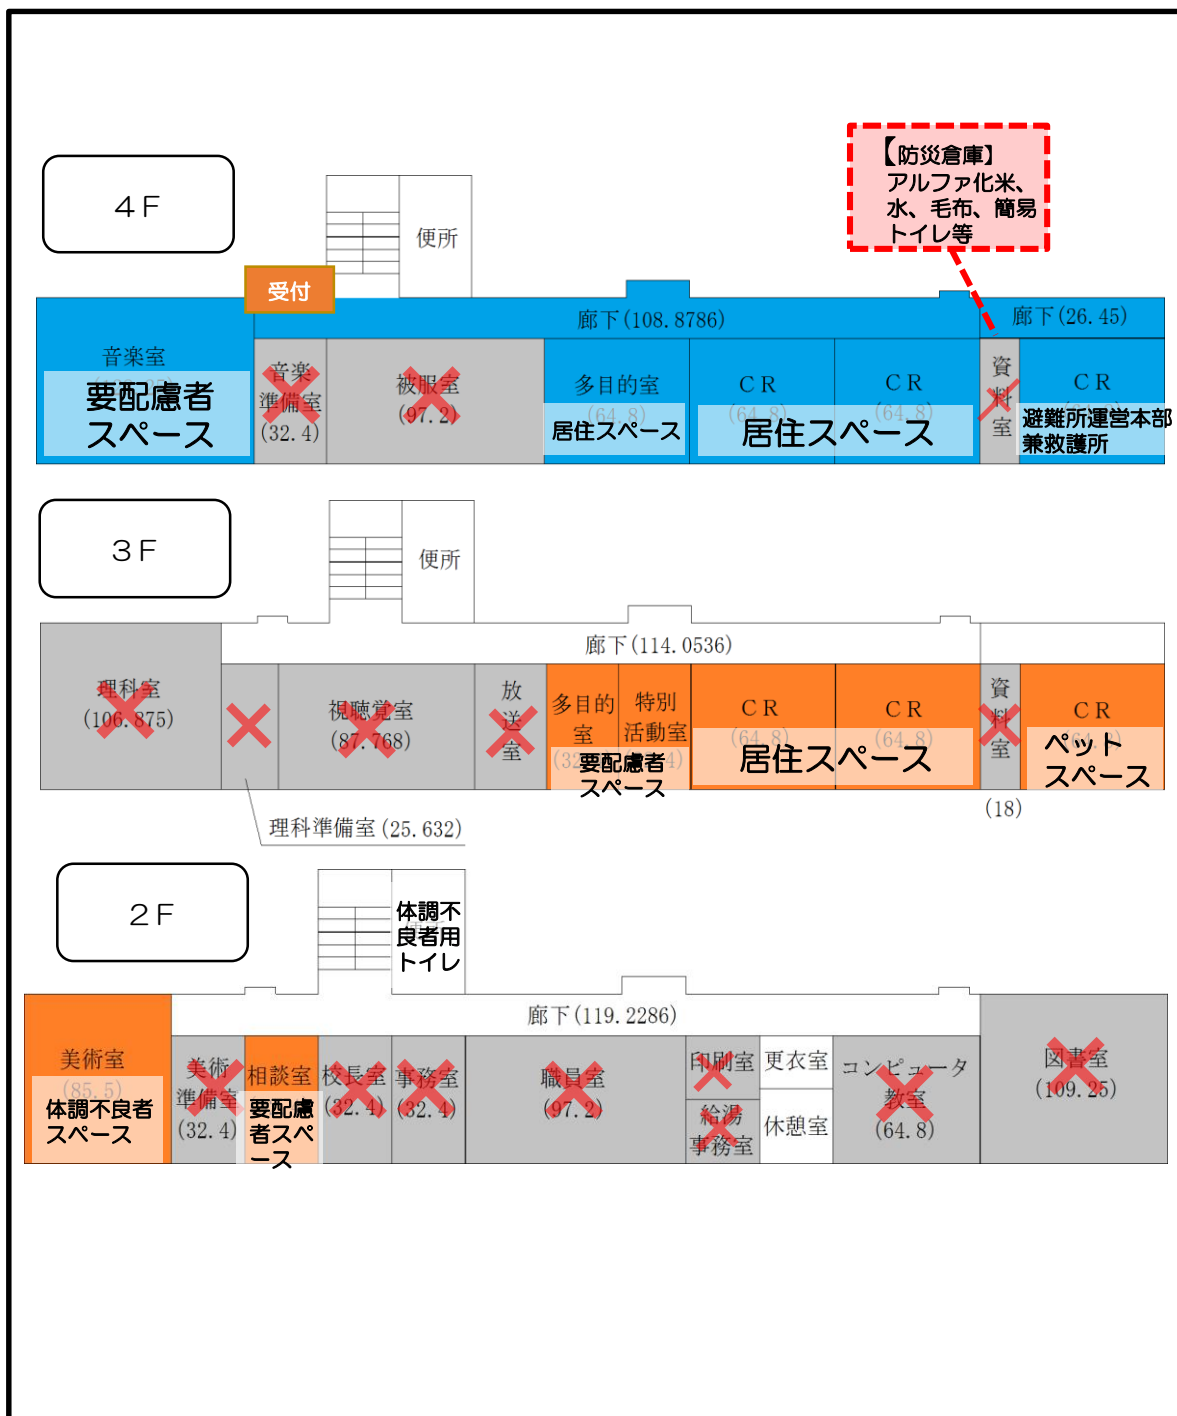 4F
【防災倉庫】
アルファ化米、
水、毛布、簡易
トイレ等
便所
受付
廊下(108.8786)
廊下(26.45)
音楽室
要配慮者
スペース
音楽
準備室
(32.4)
被服室
(97.2)
多目的室
(64.8)
居住スペース
CR
(64.8)
CR
(64.8)
居住スペース
資
料
室
CR
避難所運営本部
兼救護所
3F
便所
廊下(114.0536)
理科室
(106.875)
視聴覚室
(87.768)
放
送
室
多目的
室
特別
活動室
要配慮者
スペース
CR
(64.8)
CR
(64.8)
居住スペース
資
料
室
(18)
CR
ペット
スペース
理科準備室(25.632)
2F
体調不
良者用
トイレ
廊下(119.2286)
美術室
(85.5)
体調不良者
スペース
美術
準備室
(32.4)
相談室
要配慮
者スペ
ース
校長室
(32.4)
事務室
(32.4)
職員室
(97.2)
印刷室
給湯
事務室
更衣室
休憩室
コンピュータ
教室
(64.8)
図書室
(109.25)